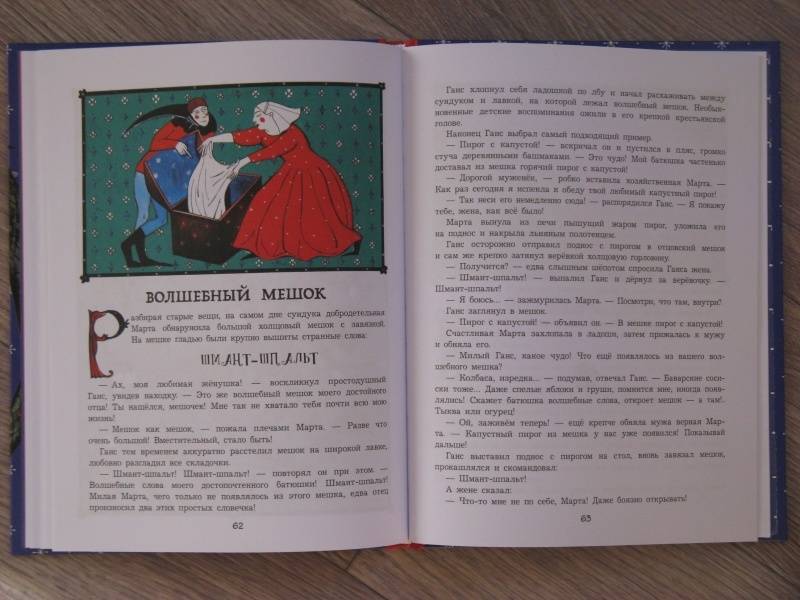 ВОЛШЕБНЫЙ МЕШОК
Разбирая старые вещи, на самом дне сундука добродетельная
Марта обнаружила большой холщовый мешок с завязкой.
На мешке гладью были крупно вышиты странные слова:
ШМАНТ-ШПАЛЬТ
— Ах, моя любимая жёнушка! — воскликнул простодушный
Ганс, увидев находку. — Это же волшебный мешок моего достойного
отца! Ты нашёлся, мешочек! Мне так не хватало тебя почти всю мою
жизнь!
— Мешок как мешок, — пожала плечами Марта. — Разве что
очень большой! Вместительный, стало быть!
Ганс тем временем аккуратно расстелил мешок на широкой лавке,
любовно разгладил все складочки.
— Шмант-шпальт! Шмант-шпальт! — повторял он при этом. —
Волшебные слова моего достопочтенного батюшки! Шмант-шпальт!
Милая Марта, чего только не появлялось из этого мешка, едва отец
произносил два этих простых словечка!
62
Ганс хлопнул себя ладошкой по лбу и начал расхаживать между
сундуком и лавкой, на которой лежал волшебный мешок. Необык-
новенные детские воспоминания ожили в его крепкой крестьянской
голове.
Наконец Ганс выбрал самый подходящий пример.
— Пирог с капустой! — вскричал он и пустился в пляс, громко
стуча деревянными башмаками. — Это чудо! Мой батюшка частенько
доставал из мешка горячий пирог с капустой!
— Дорогой муженёк, — робко вставила хозяйственная Марта. —
Как раз сегодня я испекла к обеду твой любимый капустный пирог!
— Так неси его немедленно сюда! — распорядился Ганс. — Я покажу
тебе, жена, как всё было!
Марта вынула из печи пышущий жаром пирог, уложила его
на поднос и накрыла льняным полотенцем.
Ганс осторожно отправил поднос с пирогом в отцовский мешок
и сам же крепко затянул верёвкой холщовую горловину.
— Получится? — едва слышным шёпотом спросила Ганса жена.
— Шмант-шпальт! — выпалил Ганс и дёрнул за верёвочку. —
Шмант-шпальт!
— Я боюсь... — зажмурилась Марта. — Посмотри, что там, внутри?
Ганс заглянул в мешок.
— Пирог с капустой! — объявил он. — В мешке пирог с капустой!
Счастливая Марта захлопала в ладоши, затем прижалась к мужу
и обняла его.
— Милый Ганс, какое чудо! Что ещё появлялось из вашего вол-
шебного мешка?
— Колбаса, изредка... — подумав, отвечал Ганс. — Баварские сосис-
ки тоже... Даже спелые яблоки и груши, помнится мне, иногда появ-
лялись! Скажет батюшка волшебные слова, откроет мешок — а там!..
Тыква или огурец!
— Ой, заживём теперь! — ещё крепче обняла мужа верная Мар-
та. — Капустный пирог из мешка у нас уже появился! Показывай
дальше!
Ганс выставил поднос с пирогом на стол, вновь завязал мешок,
прокашлялся и скомандовал:
— Шмант-шпальт!
А жене сказал:
— Что-то мне не по себе, Марта! Даже боязно открывать!
63